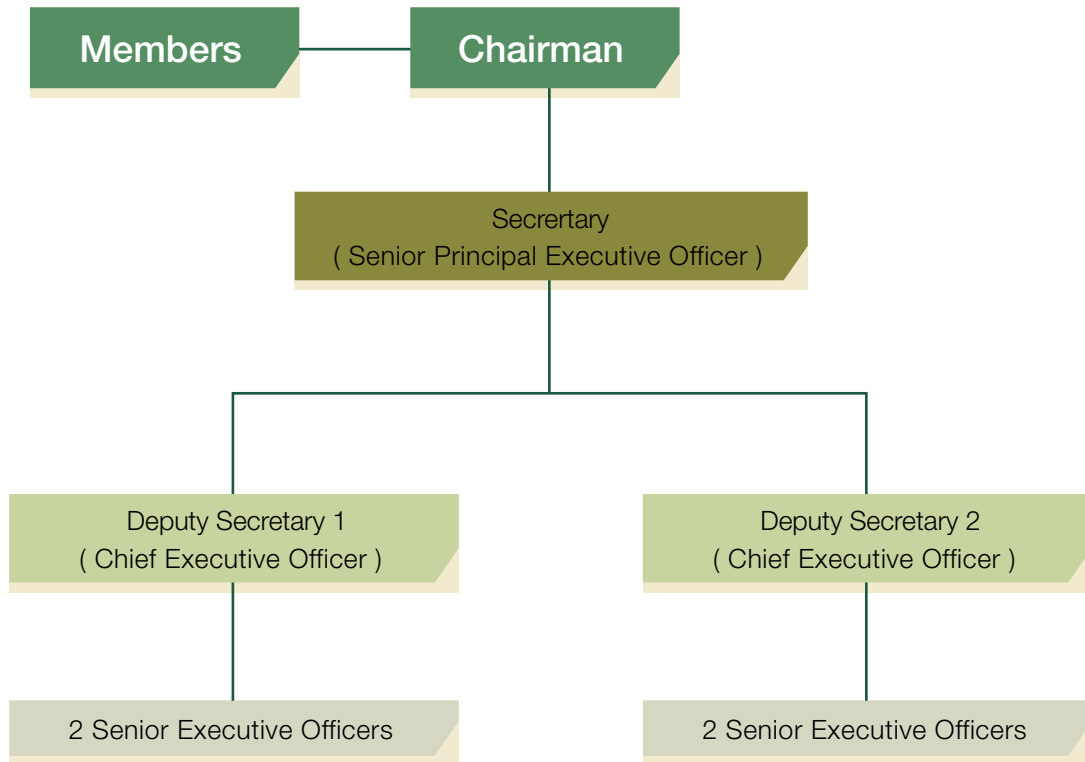 Members
Chairman
Secrertary
( Senior Principal Executive Officer )
Deputy Secretary 1
( Chief Executive Officer )
Deputy Secretary 2
( Chief Executive Officer )
2 Senior Executive Officers
2 Senior Executive Officers